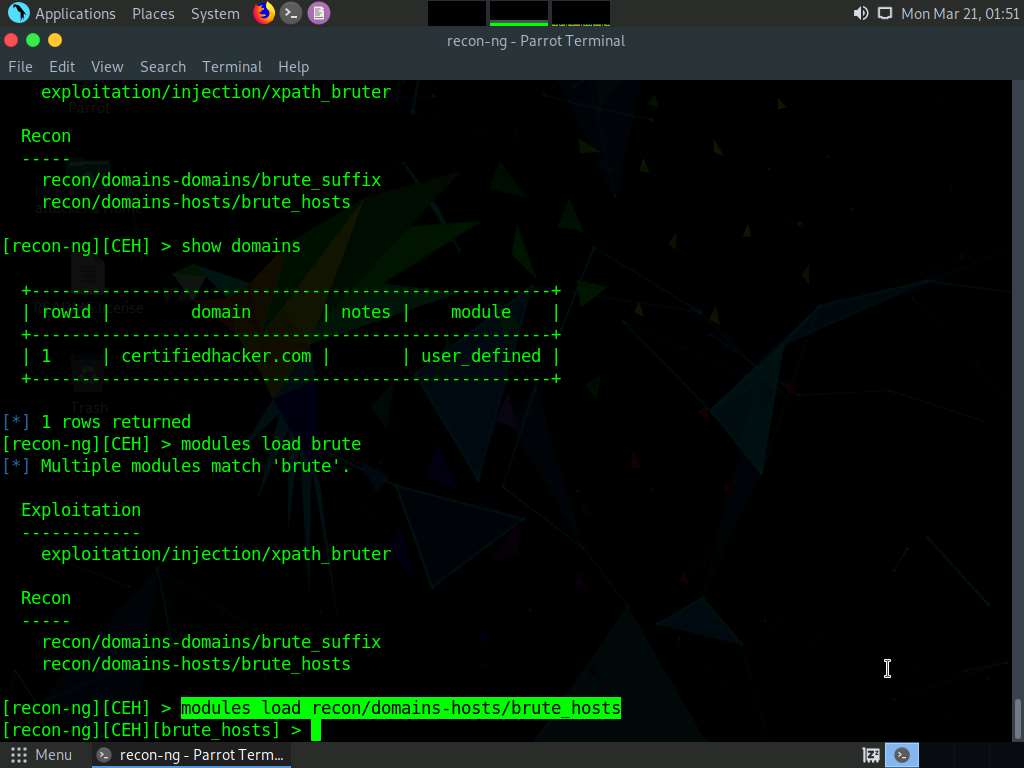 Applications Places System Mon Mar 21, 01:51
recon-ng - Parrot Terminal
File Edit View Search Terminal Help
exploitation/injection/xpath_bruter
Parrot
Recon
-----
recon/domains-domains/brute_suffix
recon/domains-hosts/brute_hosts
[recon-ng][CEH] > show domains
+----------------------------------------------------+
| rowid | domain | notes | module |
+----------------------------------------------------+
| 1 | certifiedhacker.com | | user_defined |
+----------------------------------------------------+
Trash
[*] 1 rows returned
[recon-ng][CEH] > modules load brute
[*] Multiple modules match 'brute'.
Exploitation
------------
exploitation/injection/xpath_bruter
Recon
-----
recon/domains-domains/brute_suffix
recon/domains-hosts/brute_hosts
[recon-ng][CEH] > modules load recon/domains-hosts/brute_hosts
[recon-ng][CEH][brute_hosts] >
Menu recon-ng - Parrot Term...